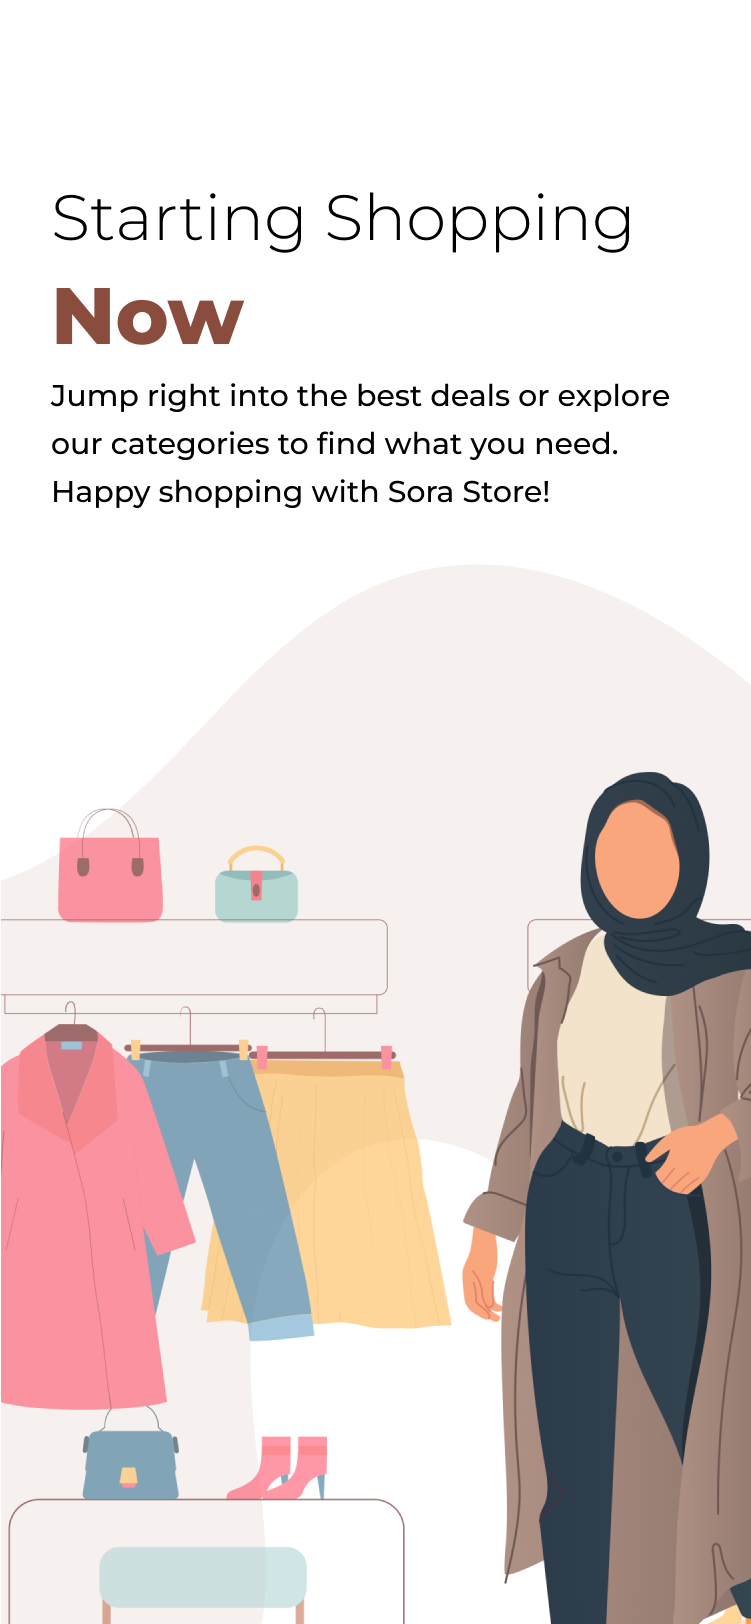 Starting Shopping
Now
Jump right into the best deals or explore
our categories to find what you need.
Happy shopping with Sora Store!